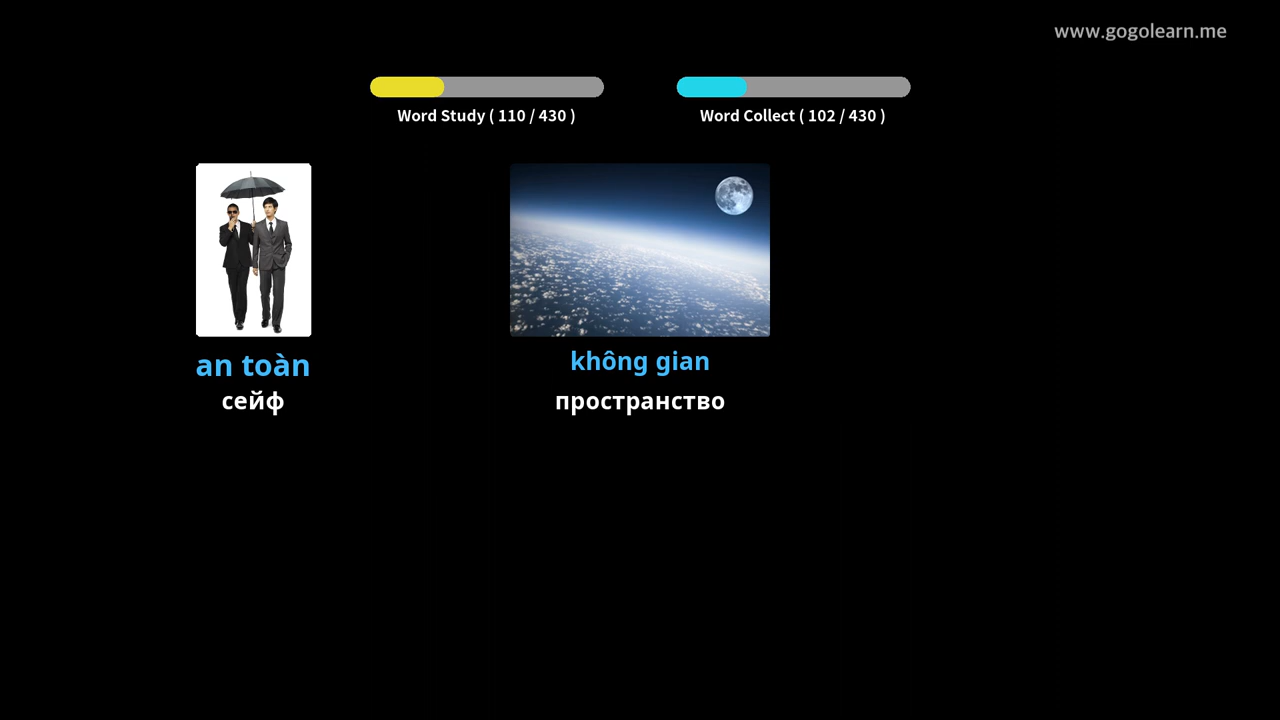 www.gogolearn.me
Word Study ( 110 / 430 )
Word Collect ( 102 / 430 )
an toàn
сейф
không gian
пространство